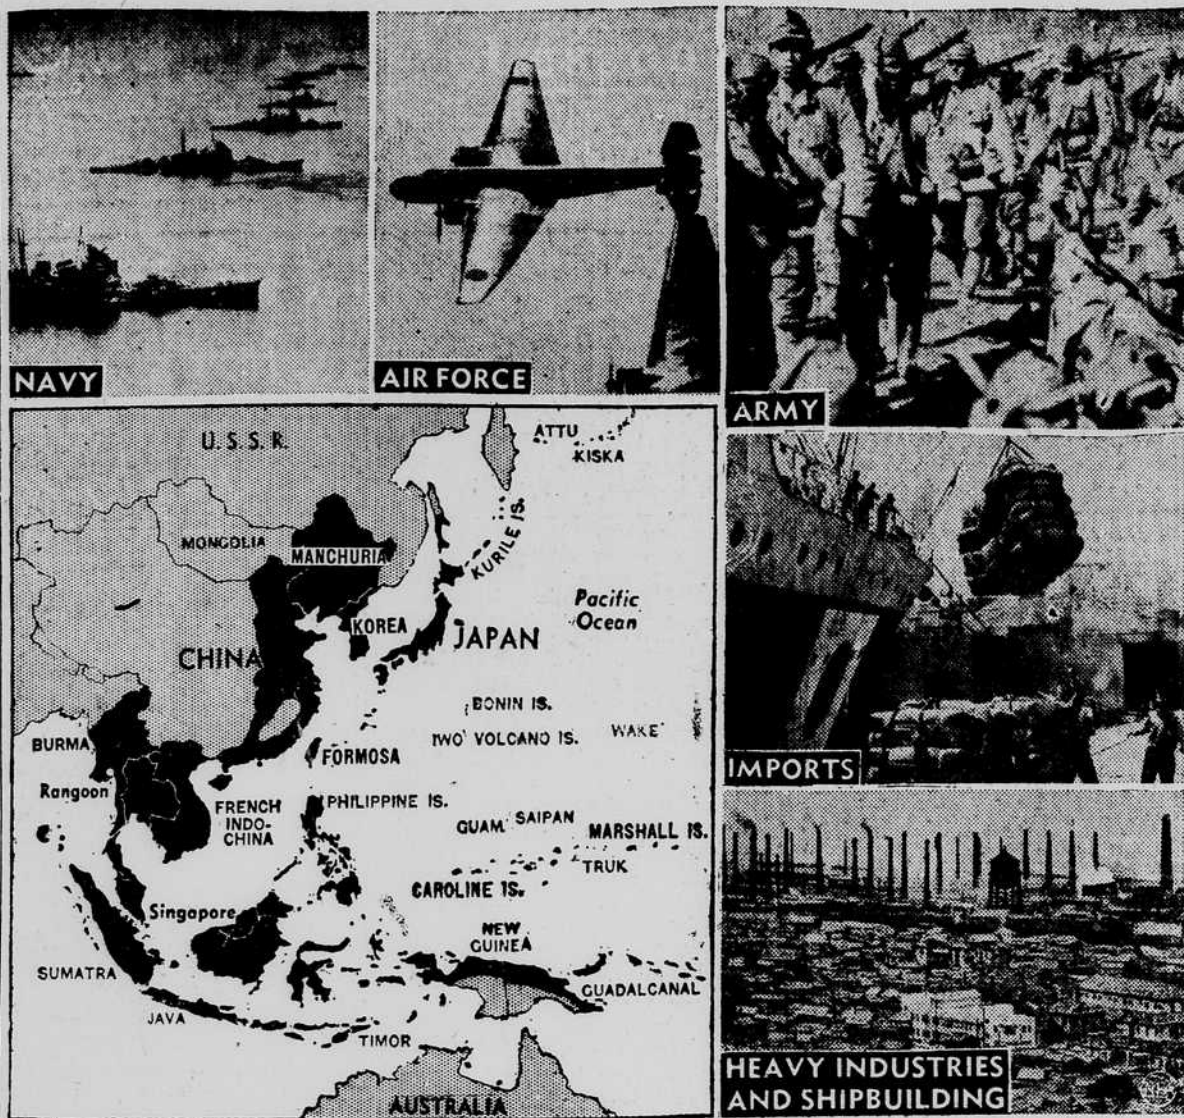 NAVY
AIR FORCE
ARMY
U. S. S. R.
ATTU
KISKA
MONGOLIA
MANCHURIA
KURILE IS.
Pacific
Ocean
KOREA
JAPAN
CHINA
BONIN IS.
BURMA
IWO VOLCANO IS.
WAKE
FORMOSA
Rangoon
PHILIPPINE IS.
FRENCH
INDO-
CHINA
GUAM
SAIPAN
MARSHALL IS.
TRUK
CAROLINE IS.
Singapore
NEW
GUINEA
SUMATRA
GUADALCANAL
JAVA
TIMOR
AUSTRALIA
IMPORTS
HEAVY INDUSTRIES
AND SHIPBUILDING